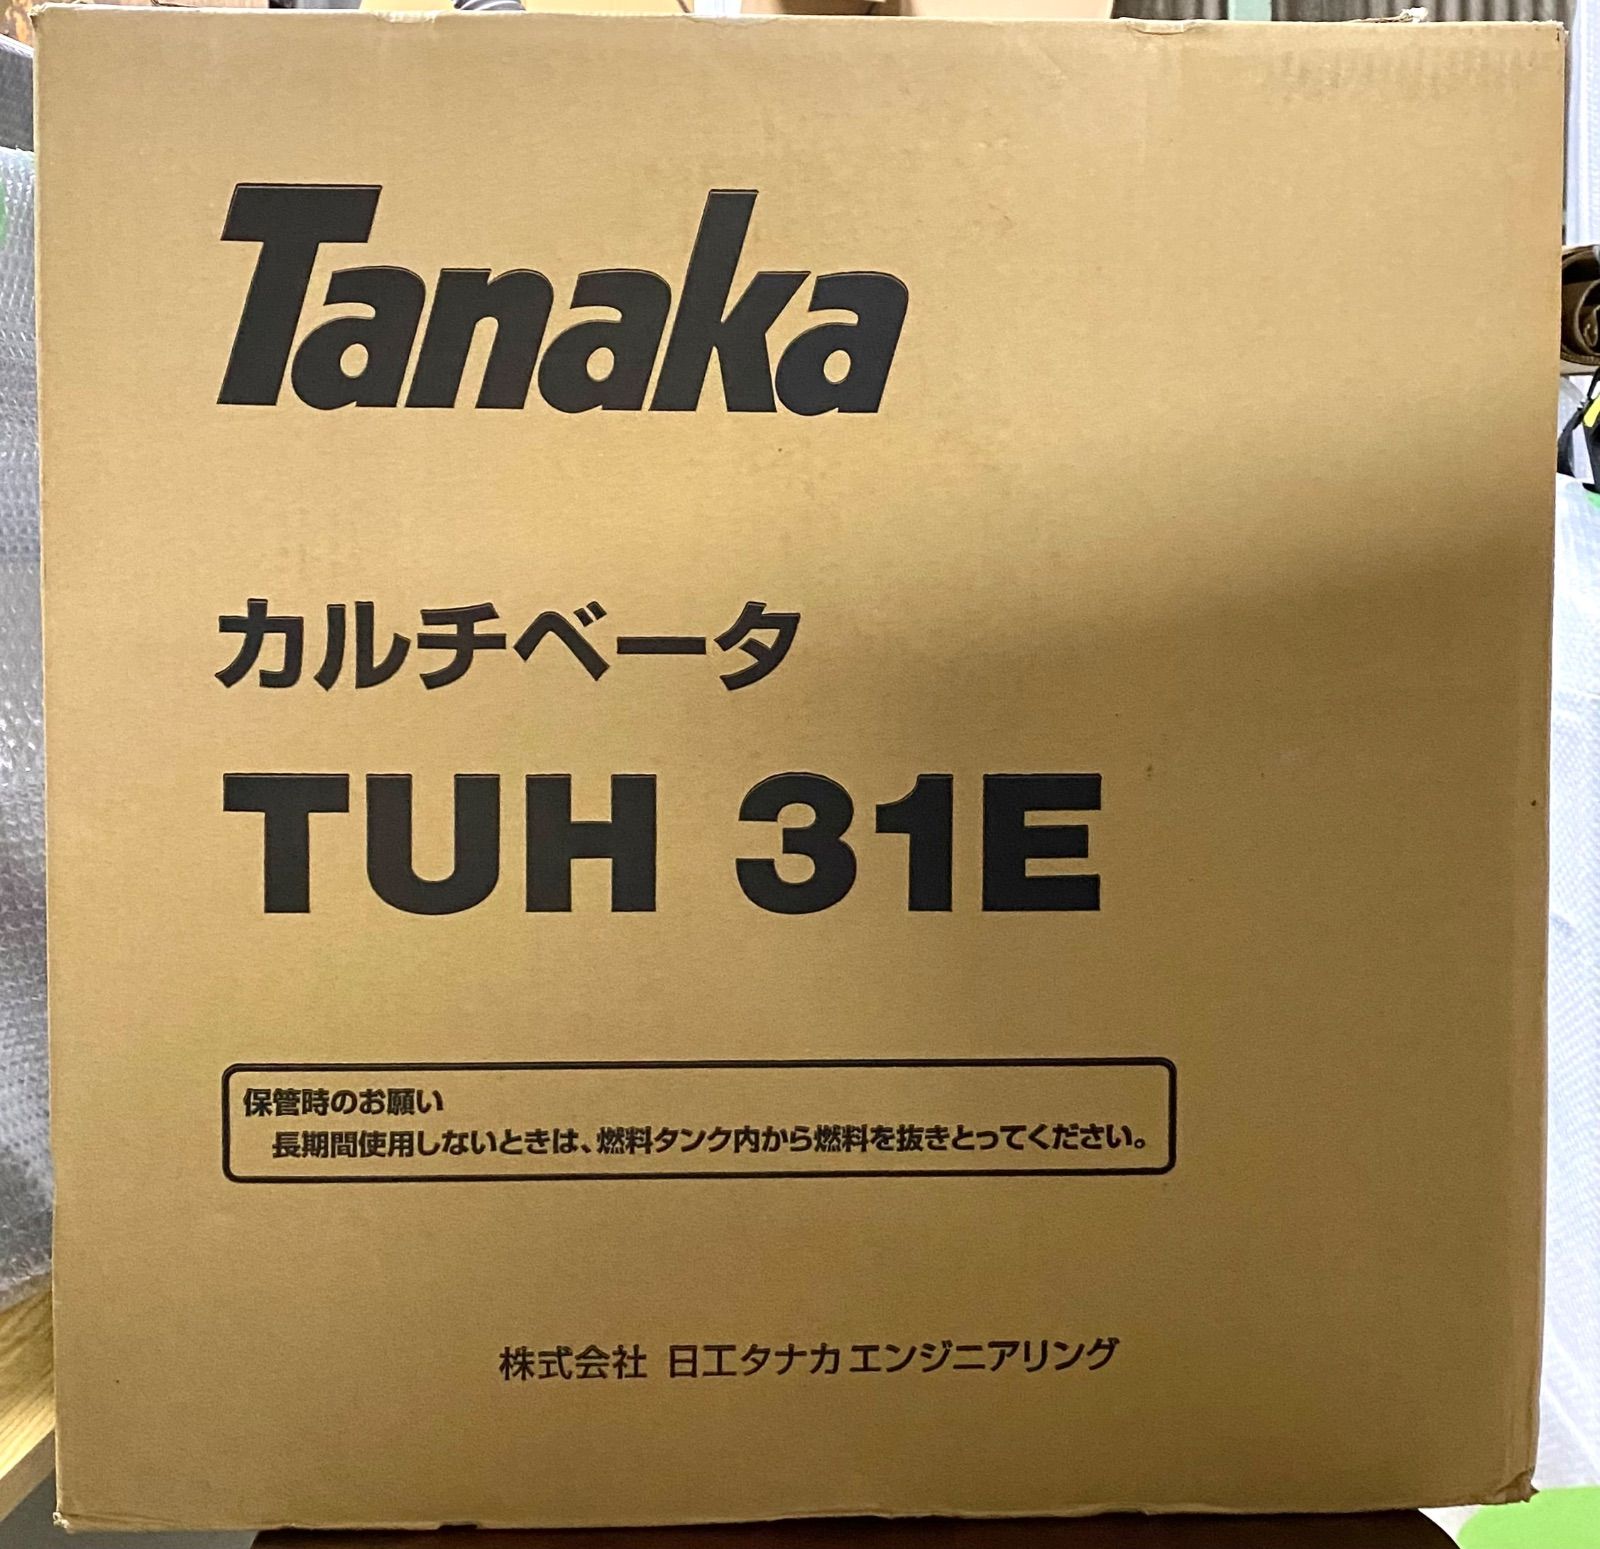 Tanaka
カルチベータ
TUH 31E
保管時のお願い
長期間使用しないときは、燃料タンク内から燃料を抜きとってください。
株式会社 日工タナカエンジニアリング